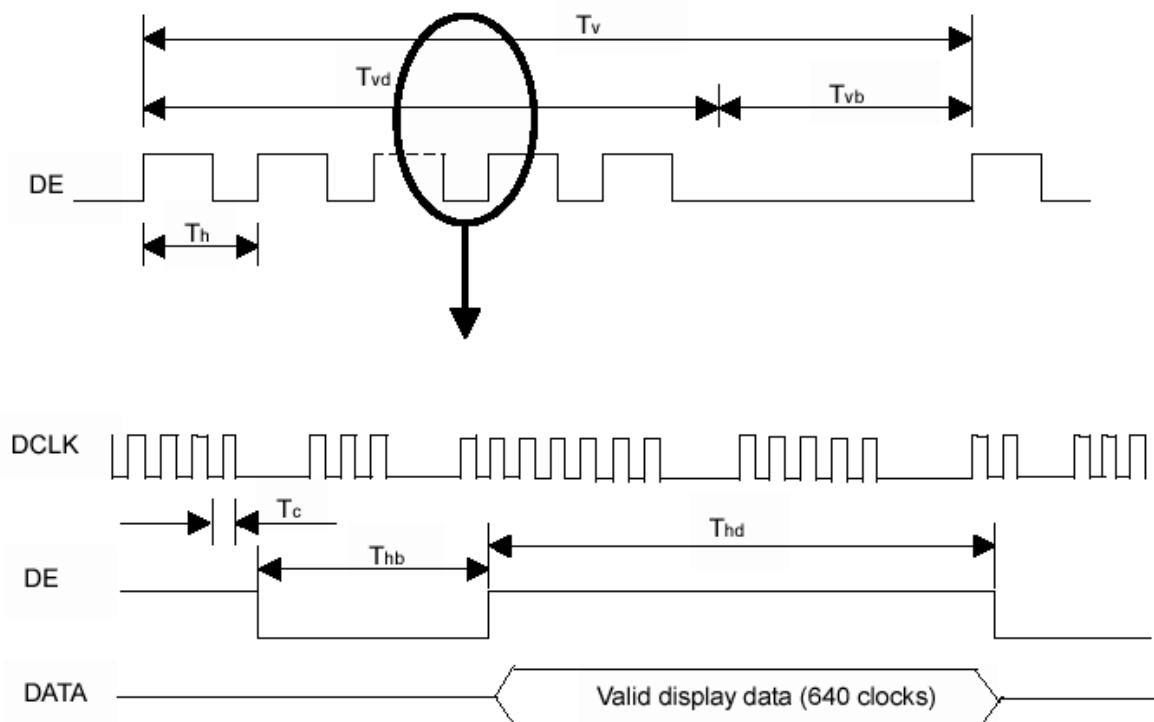 Tv
Tvd
Tvb
DE
Th
DCLK
Tc
Thd
Thb
DE
DATA
Valid display data (640 clocks)